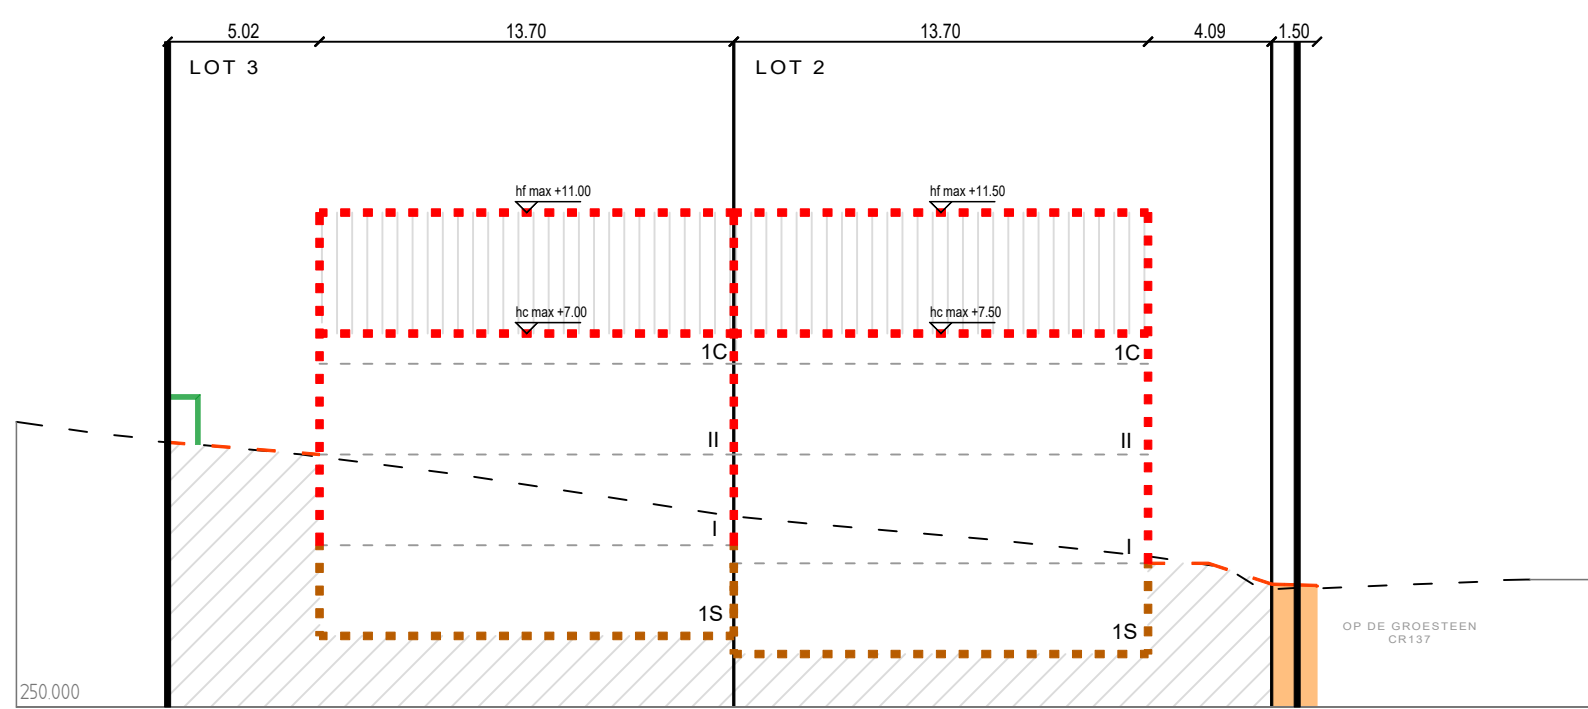 5.02 13.70 13.70 4.09 1.50
LOT 3 LOT 2
hf max +11.00 hf max +11.50
hc max +7.00 hc max +7.50
1C 1C
II II
I I
1S 1S
OP DE GROESTEEN
CR137
250.000